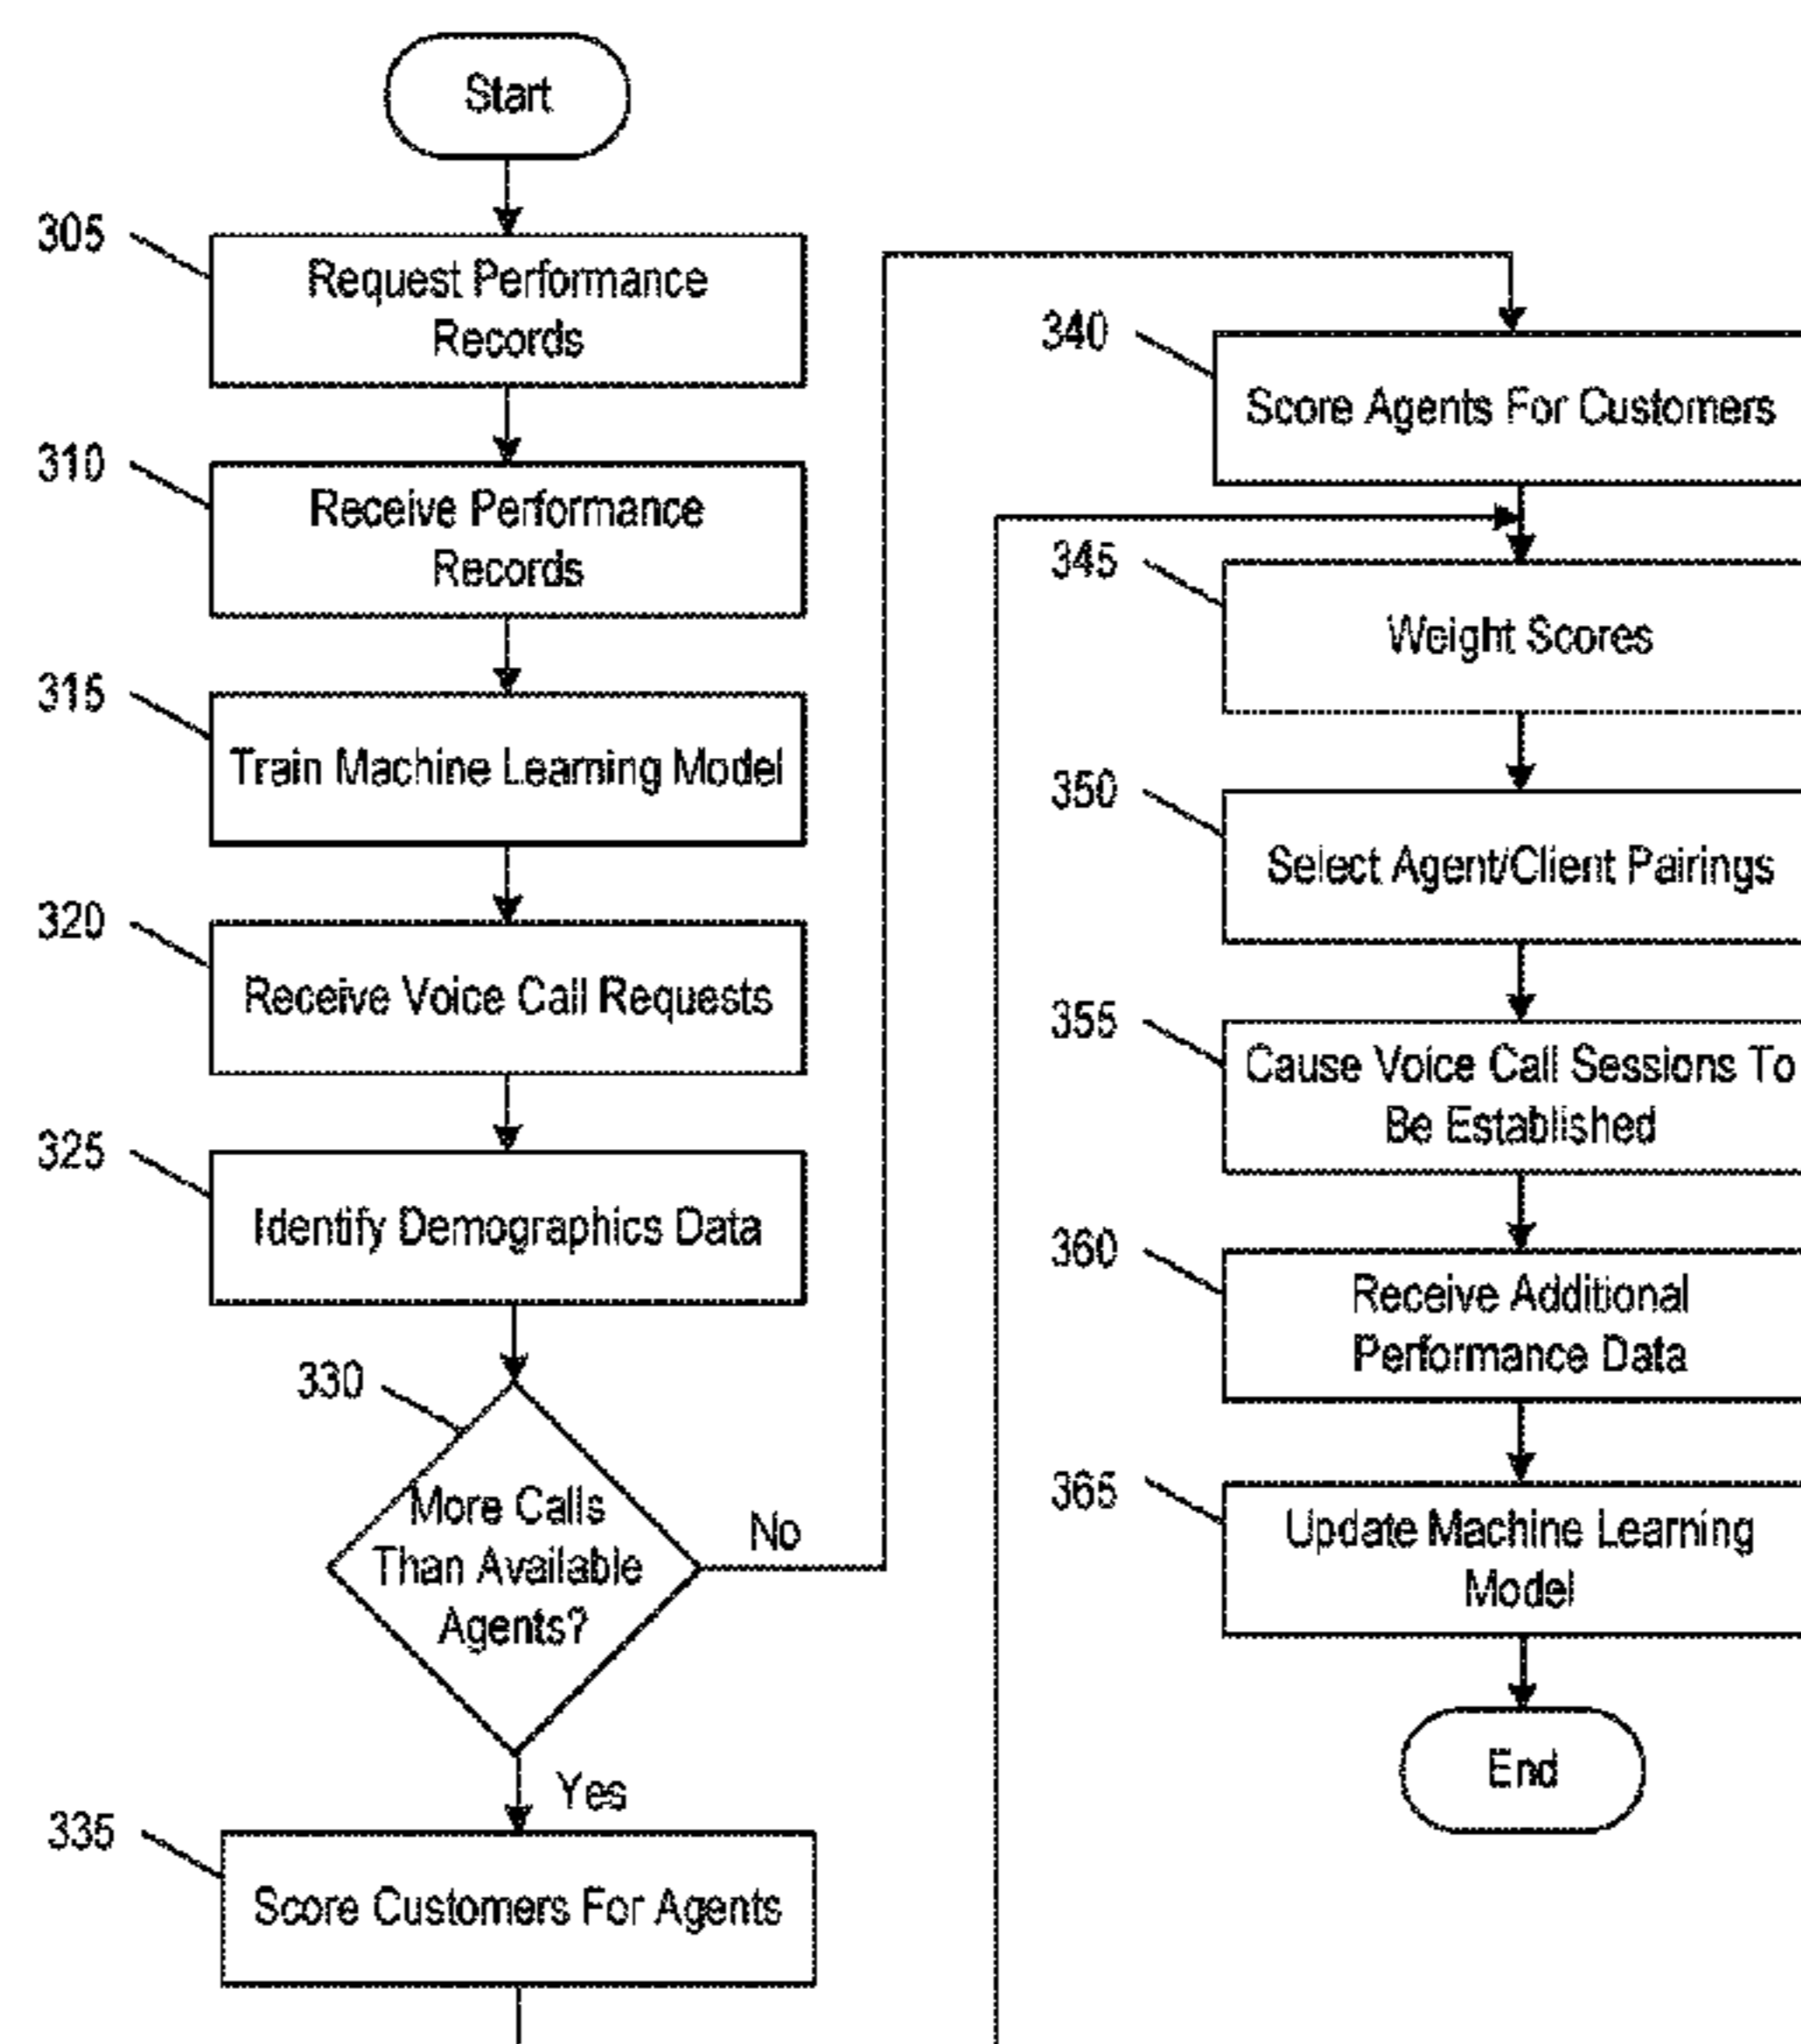 Start
305
Request Performance
Records
310
Receive Performance
Records
315
Train Machine Learning Model
320
Receive Voice Call Requests
325
Identify Demographics Data
330
More Calls
Than Available
Agents?
No
Yes
335
Score Customers For Agents
340
Score Agents For Customers
345
Weight Scores
350
Select Agent/Client Pairings
355
Cause Voice Call Sessions To
Be Established
360
Receive Additional
Performance Data
365
Update Machine Learning
Model
End